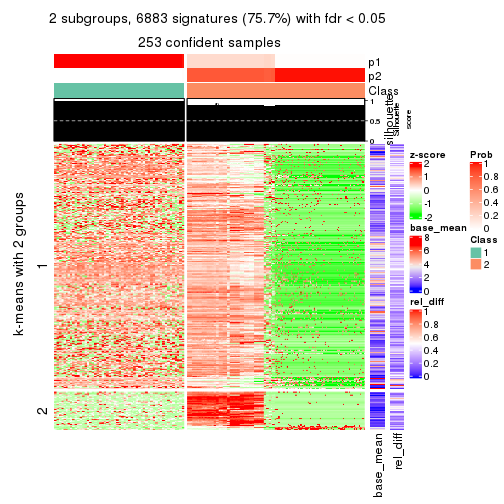 2 subgroups, 6883 signatures (75.7%) with fdr < 0.05
253 confident samples
p1
p2
Class
1
0.5
0
silhouette
Silhouette
score
k-means with 2 groups
1
2
base_mean
rel_diff
z-score
2
1
0
-1
-2
base_mean
8
6
4
2
0
rel_diff
1
0.8
0.6
0.4
0.2
0
Prob
1
0.8
0.6
0.4
0.2
0
Class
1
2